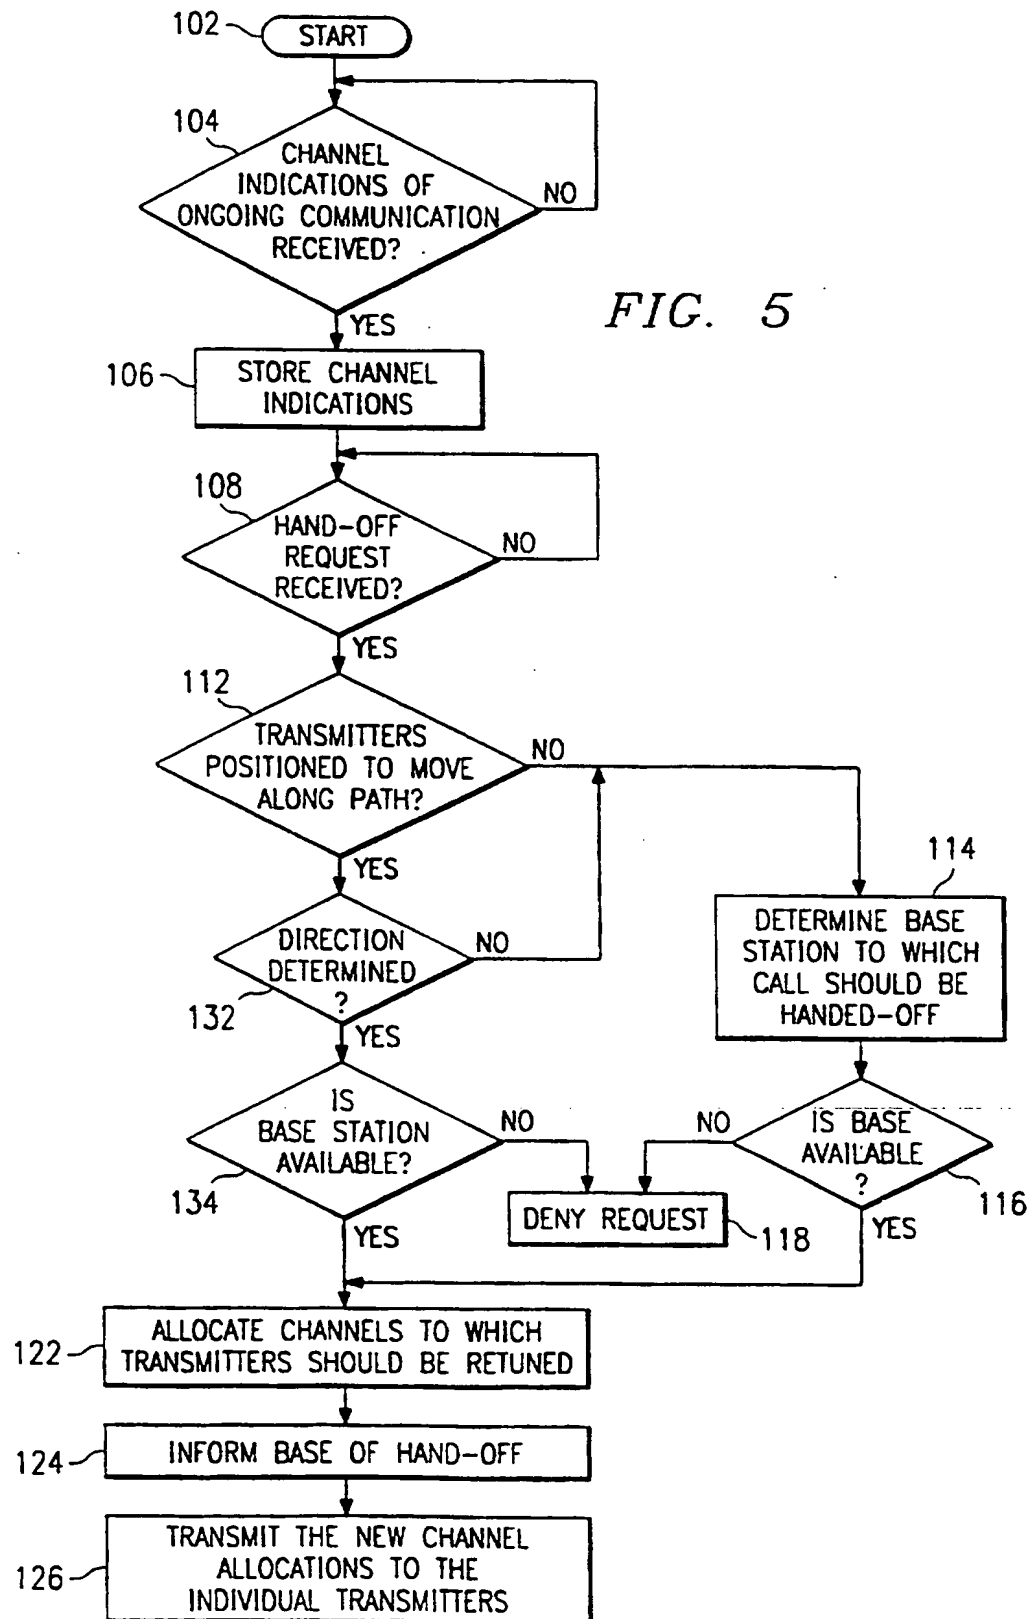 102
START
104
CHANNEL
INDICATIONS OF
ONGOING COMMUNICATION
RECEIVED?
NO
YES
FIG. 5
106
STORE CHANNEL
INDICATIONS
108
HAND-OFF
REQUEST
RECEIVED?
NO
YES
112
TRANSMITTERS
POSITIONED TO MOVE
ALONG PATH?
NO
YES
114
DETERMINE BASE
STATION TO WHICH
CALL SHOULD BE
HANDED-OFF
DIRECTION
DETERMINED
?
NO
132
YES
IS
BASE STATION
AVAILABLE?
NO
134
YES
NO
IS BASE
AVAILABLE
?
116
YES
DENY REQUEST
118
122
ALLOCATE CHANNELS TO WHICH
TRANSMITTERS SHOULD BE RETUNED
124
INFORM BASE OF HAND-OFF
126
TRANSMIT THE NEW CHANNEL
ALLOCATIONS TO THE
INDIVIDUAL TRANSMITTERS